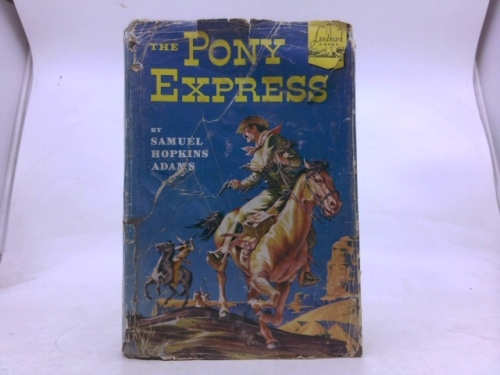 THE PONY
EXPRESS
BY
SAMUEL
HOPKINS
ADAMS
Landmark